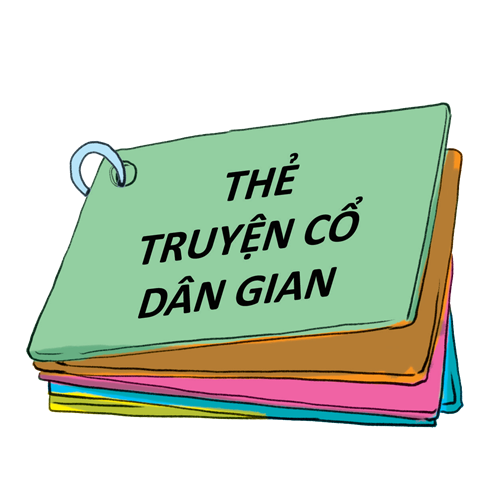 THẺ
TRUYỆN CỔ
DÂN GIAN